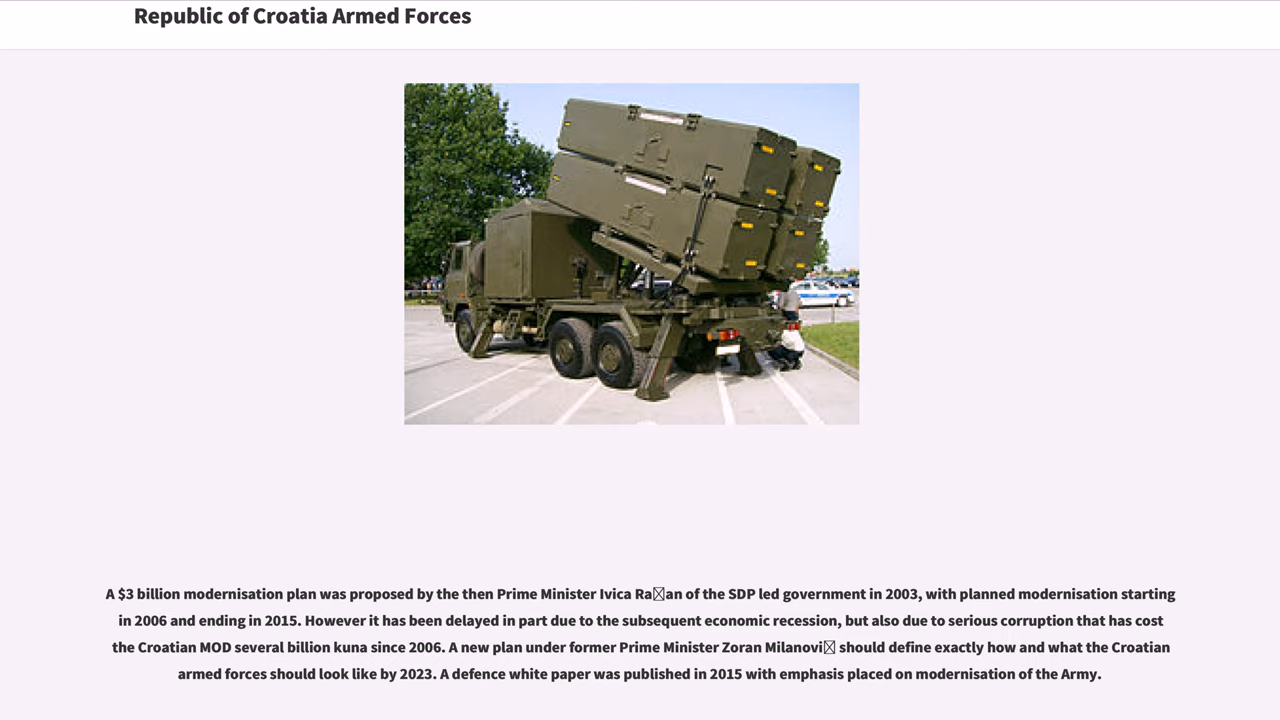 Republic of Croatia Armed Forces
A $3 billion modernisation plan was proposed by the then Prime Minister Ivica Ra☒an of the SDP led government in 2003, with planned modernisation starting
in 2006 and ending in 2015. However it has been delayed in part due to the subsequent economic recession, but also due to serious corruption that has cost
the Croatian MOD several billion kuna since 2006. A new plan under former Prime Minister Zoran Milanovi☒ should define exactly how and what the Croatian
armed forces should look like by 2023. A defence white paper was published in 2015 with emphasis placed on modernisation of the Army.